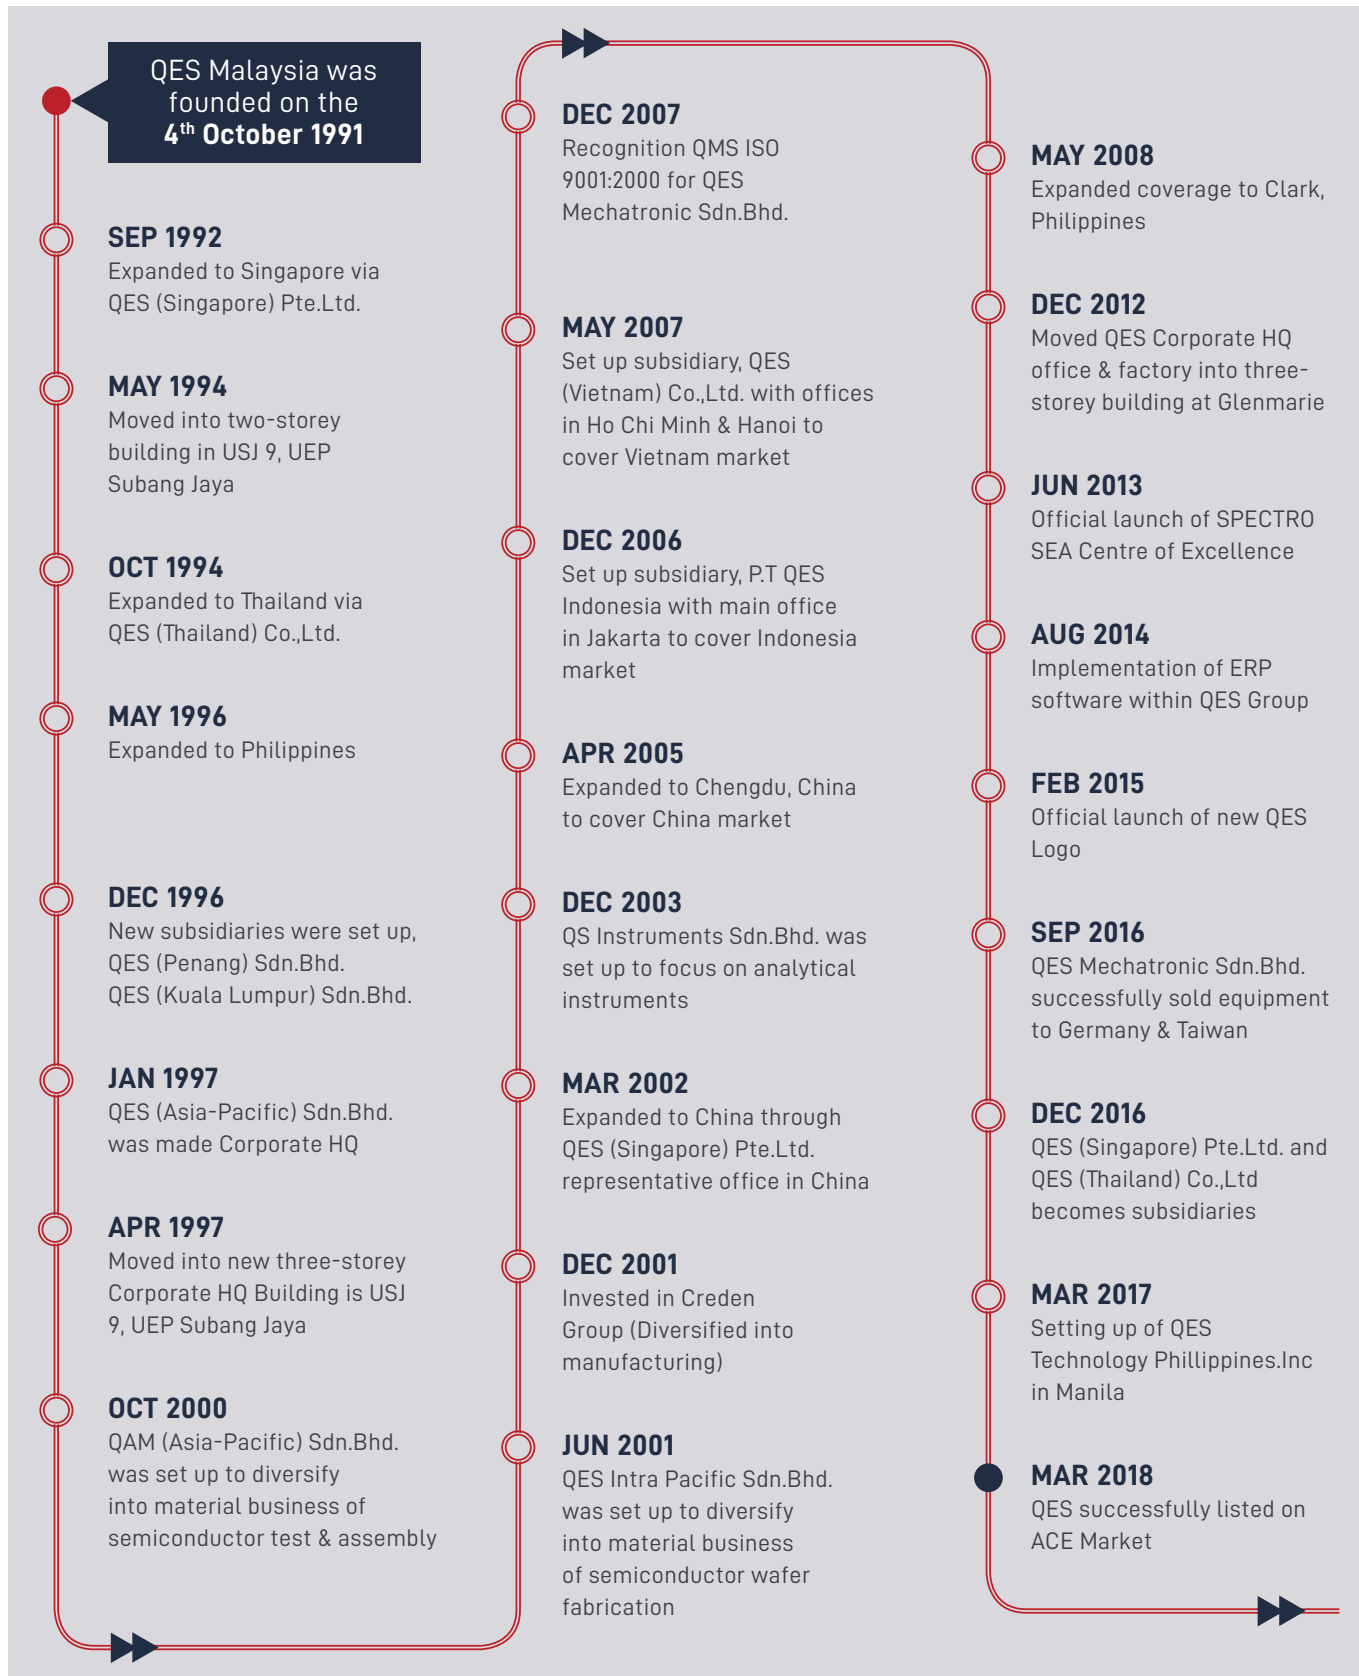 QES Malaysia was
founded on the
4th October 1991
SEP 1992
Expanded to Singapore via
QES (Singapore) Pte.Ltd.
MAY 1994
Moved into two-storey
building in USJ 9, UEP
Subang Jaya
OCT 1994
Expanded to Thailand via
QES (Thailand) Co.,Ltd.
MAY 1996
Expanded to Philippines
DEC 1996
New subsidiaries were set up,
QES (Penang) Sdn.Bhd.
QES (Kuala Lumpur) Sdn.Bhd.
JAN 1997
QES (Asia-Pacific) Sdn.Bhd.
was made Corporate HQ
APR 1997
Moved into new three-storey
Corporate HQ Building is USJ
9, UEP Subang Jaya
OCT 2000
QAM (Asia-Pacific) Sdn.Bhd.
was set up to diversify
into material business of
semiconductor test & assembly
DEC 2007
Recognition QMS ISO
9001:2000 for QES
Mechatronic Sdn.Bhd.
MAY 2007
Set up subsidiary, QES
(Vietnam) Co.,Ltd. with offices
in Ho Chi Minh & Hanoi to
cover Vietnam market
DEC 2006
Set up subsidiary, P.T QES
Indonesia with main office
in Jakarta to cover Indonesia
market
APR 2005
Expanded to Chengdu, China
to cover China market
DEC 2003
QS Instruments Sdn.Bhd. was
set up to focus on analytical
instruments
MAR 2002
Expanded to China through
QES (Singapore) Pte.Ltd.
representative office in China
DEC 2001
Invested in Creden
Group (Diversified into
manufacturing)
JUN 2001
QES Intra Pacific Sdn.Bhd.
was set up to diversify
into material business
of semiconductor wafer
fabrication
MAY 2008
Expanded coverage to Clark,
Philippines
DEC 2012
Moved QES Corporate HQ
office & factory into three-
storey building at Glenmarie
JUN 2013
Official launch of SPECTRO
SEA Centre of Excellence
AUG 2014
Implementation of ERP
software within QES Group
FEB 2015
Official launch of new QES
Logo
SEP 2016
QES Mechatronic Sdn.Bhd.
successfully sold equipment
to Germany & Taiwan
DEC 2016
QES (Singapore) Pte.Ltd. and
QES (Thailand) Co.,Ltd
becomes subsidiaries
MAR 2017
Setting up of QES
Technology Phillippines.Inc
in Manila
MAR 2018
QES successfully listed on
ACE Market